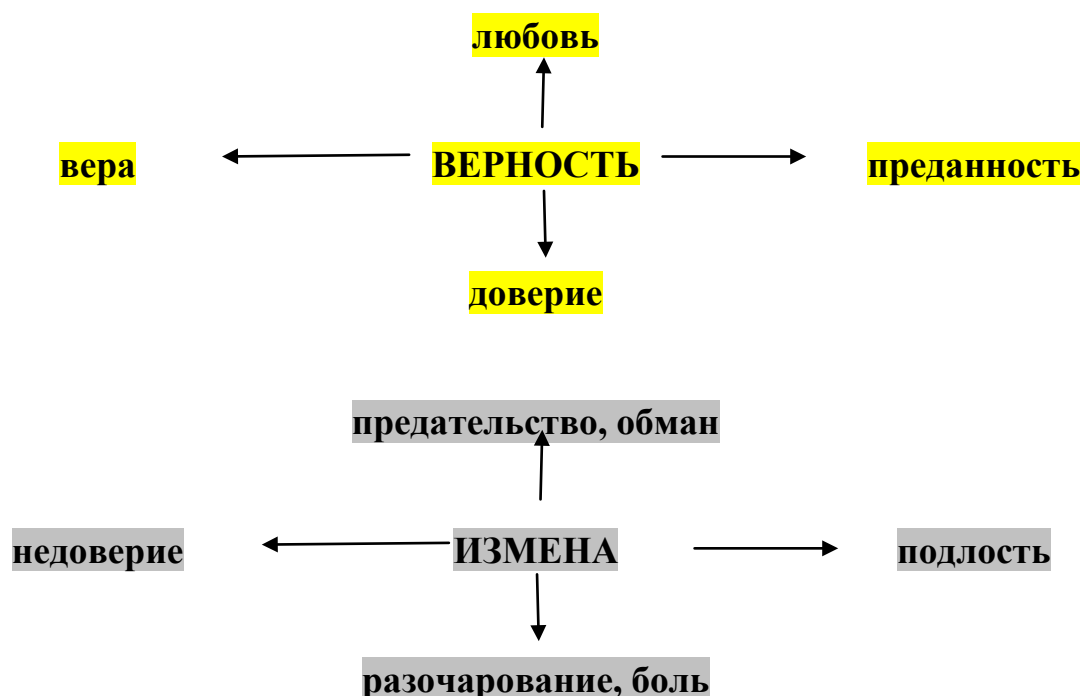 любовь
вера ВЕРНОСТЬ преданность
доверие
предательство, обман
недоверие ИЗМЕНА подлость
разочарование, боль